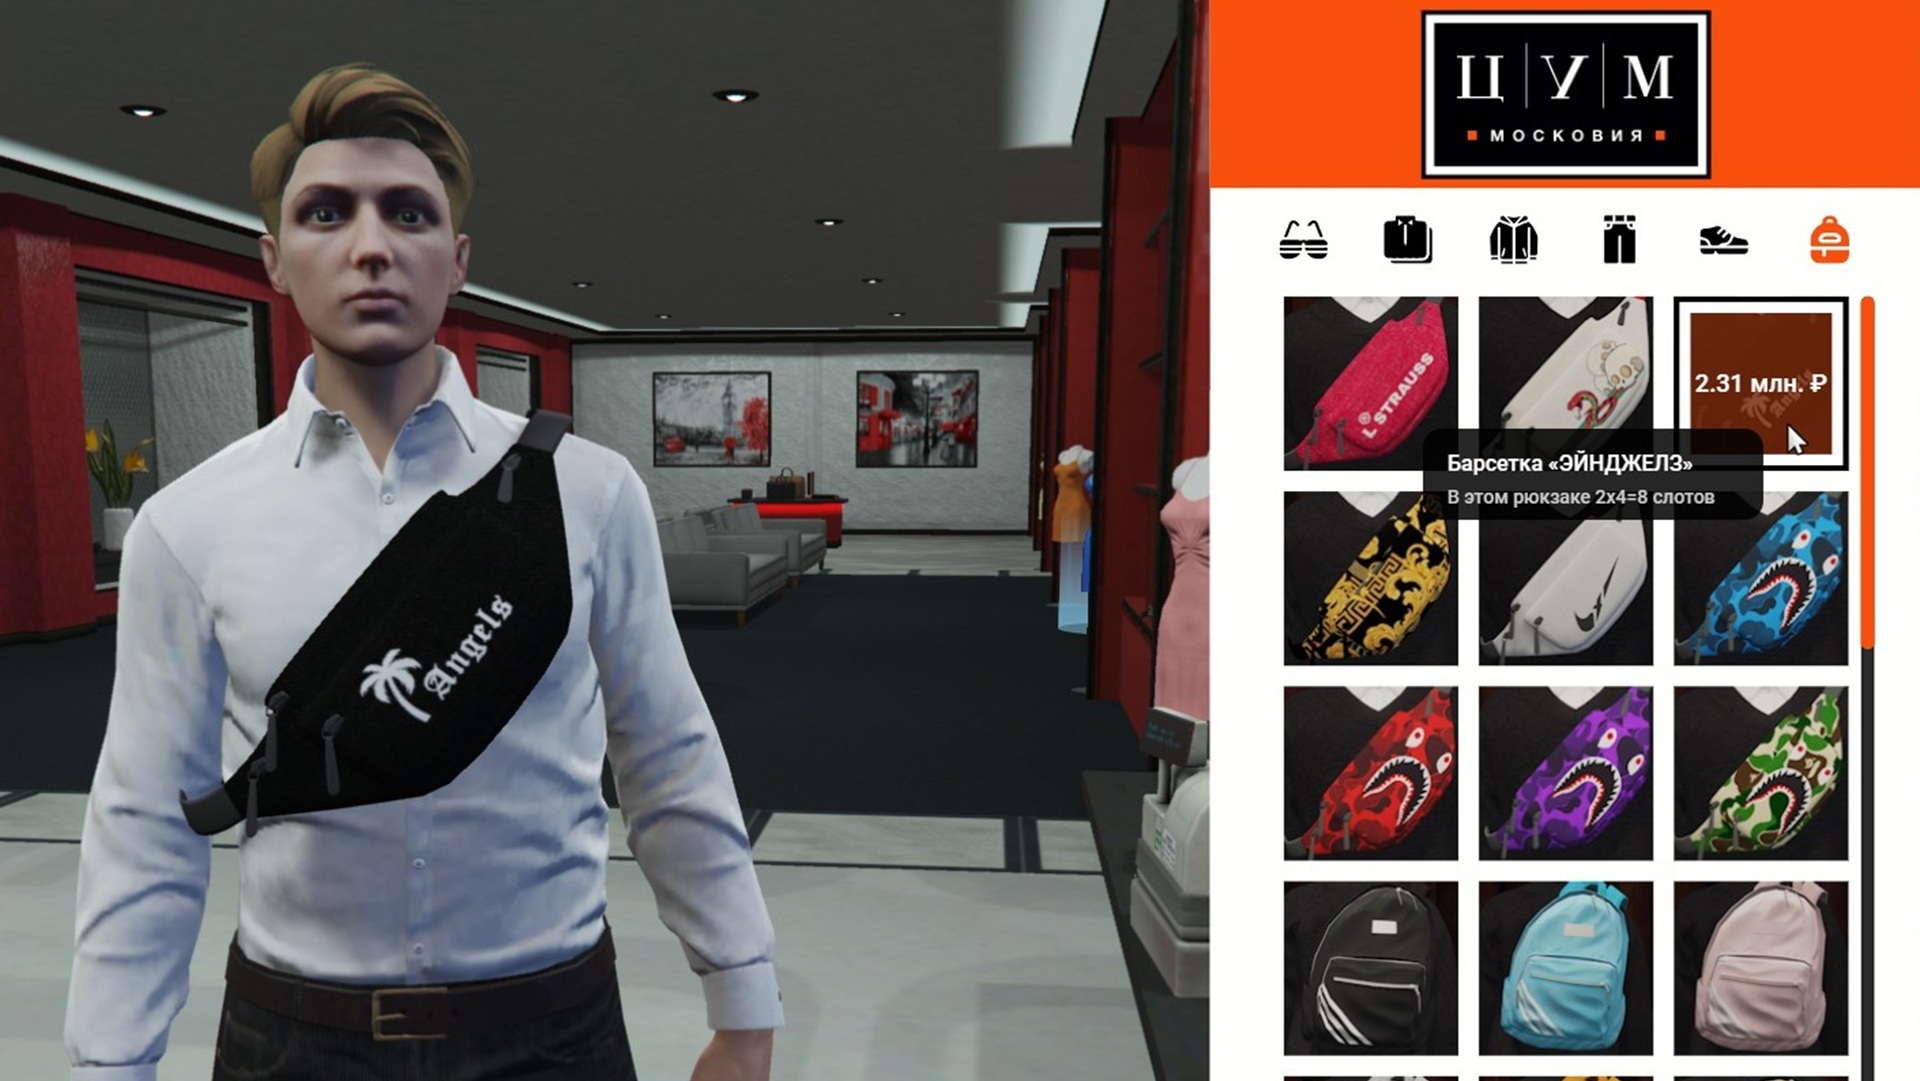 Ц У М
МОСКОВИЯ
L STRAUSS
2.31 млн. ₽
Барсетка «ЭЙНДЖЕЛЗ»
В этом рюкзаке 2x4=8 слотов
Angels